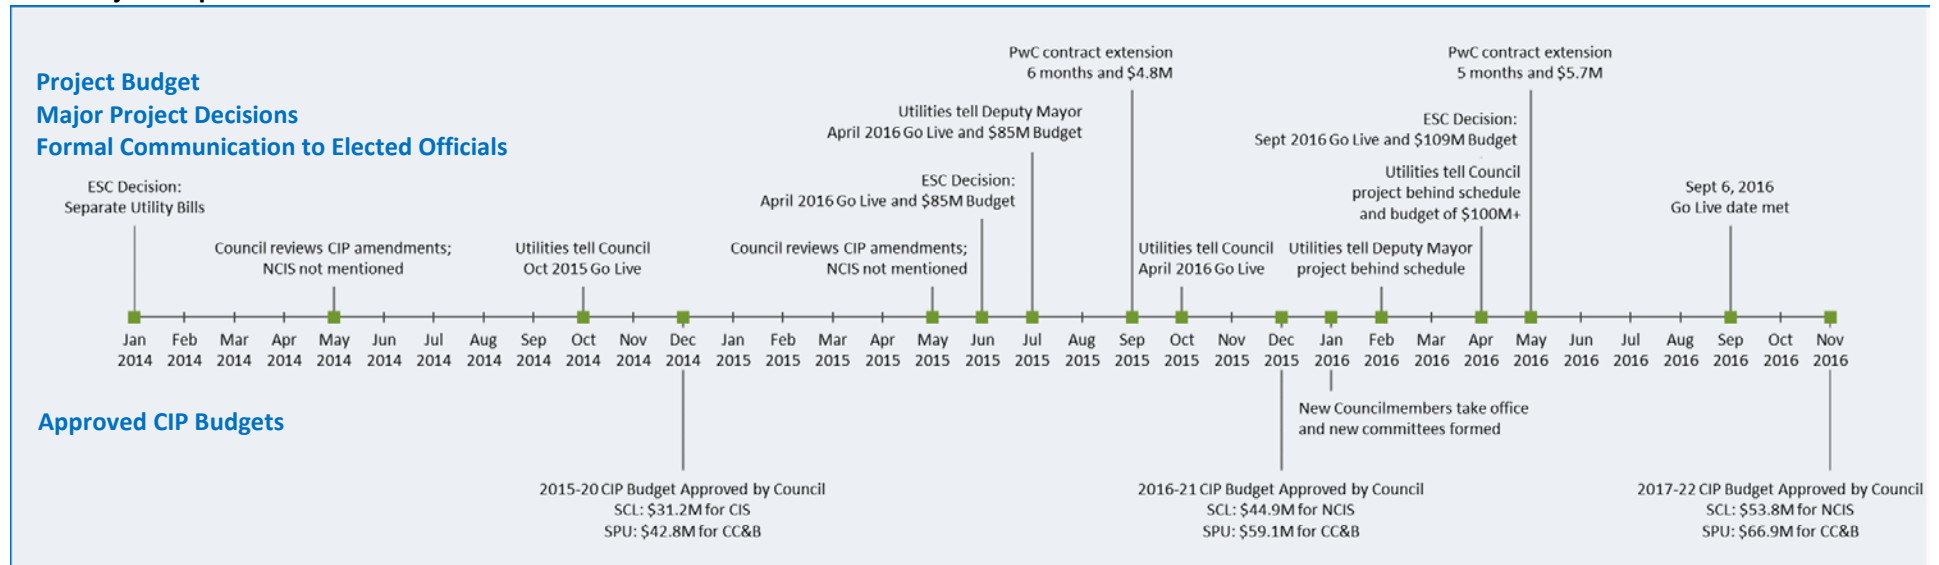 Project Budget
Major Project Decisions
Formal Communication to Elected Officials
PwC contract extension
6 months and $4.8M
PwC contract extension
5 months and $5.7M
Utilities tell Deputy Mayor
April 2016 Go Live and $85M Budget
ESC Decision:
Sept 2016 Go Live and $109M Budget
ESC Decision:
Separate Utility Bills
ESC Decision:
April 2016 Go Live and $85M Budget
Utilities tell Council
project behind schedule
and budget of $100M+
Sept 6, 2016
Go Live date met
Council reviews CIP amendments;
NCIS not mentioned
Utilities tell Council
Oct 2015 Go Live
Council reviews CIP amendments;
NCIS not mentioned
Utilities tell Council
April 2016 Go Live
Utilities tell Deputy Mayor
project behind schedule
Jan Feb Mar Apr May Jun Jul Aug Sep Oct Nov Dec Jan Feb Mar Apr May Jun Jul Aug Sep Oct Nov Dec Jan Feb Mar Apr May Jun Jul Aug Sep Oct Nov
2014 2014 2014 2014 2014 2014 2014 2014 2014 2014 2014 2014 2015 2015 2015 2015 2015 2015 2015 2015 2015 2015 2015 2015 2016 2016 2016 2016 2016 2016 2016 2016 2016 2016 2016
Approved CIP Budgets
New Councilmembers take office
and new committees formed
2015-20 CIP Budget Approved by Council
SCL: $31.2M for CIS
SPU: $42.8M for CC&B
2016-21 CIP Budget Approved by Council
SCL: $44.9M for NCIS
SPU: $59.1M for CC&B
2017-22 CIP Budget Approved by Council
SCL: $53.8M for NCIS
SPU: $66.9M for CC&B